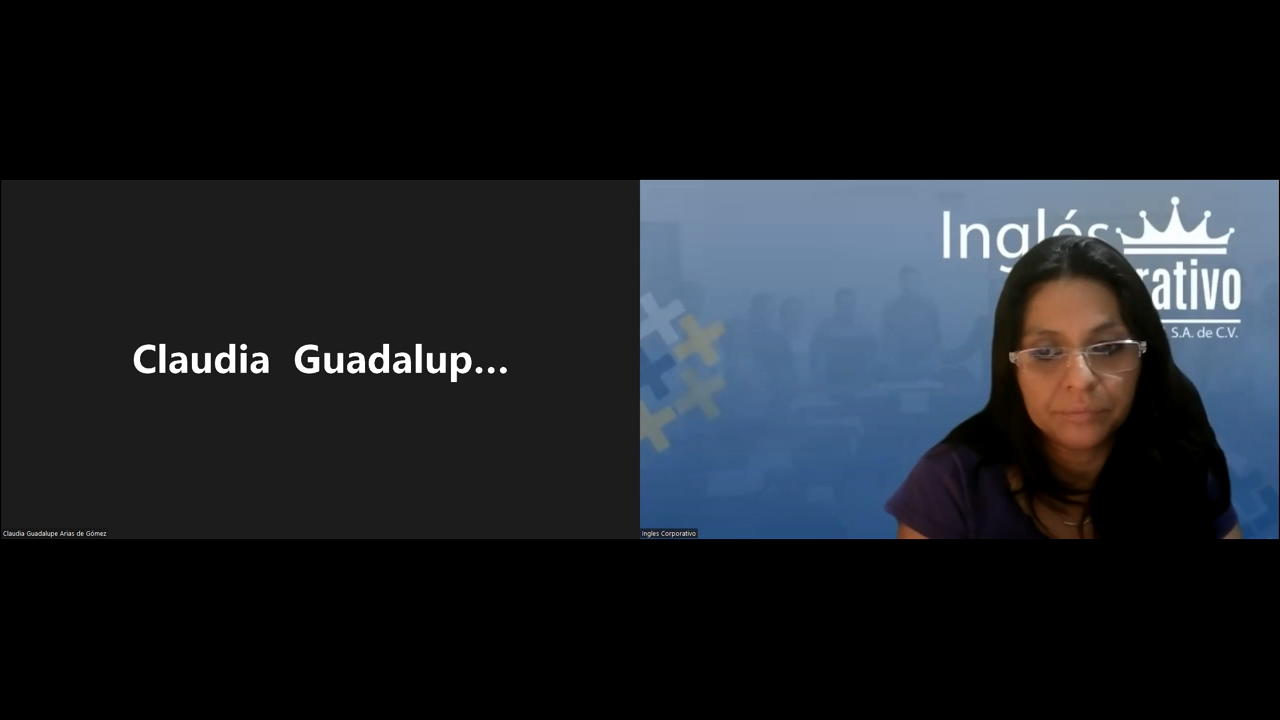 Claudia Guadalup...
Claudia Guadalupe Arias de Gómez
Inglés
rativo
S.A. de C.V.
Ingles Corporativo